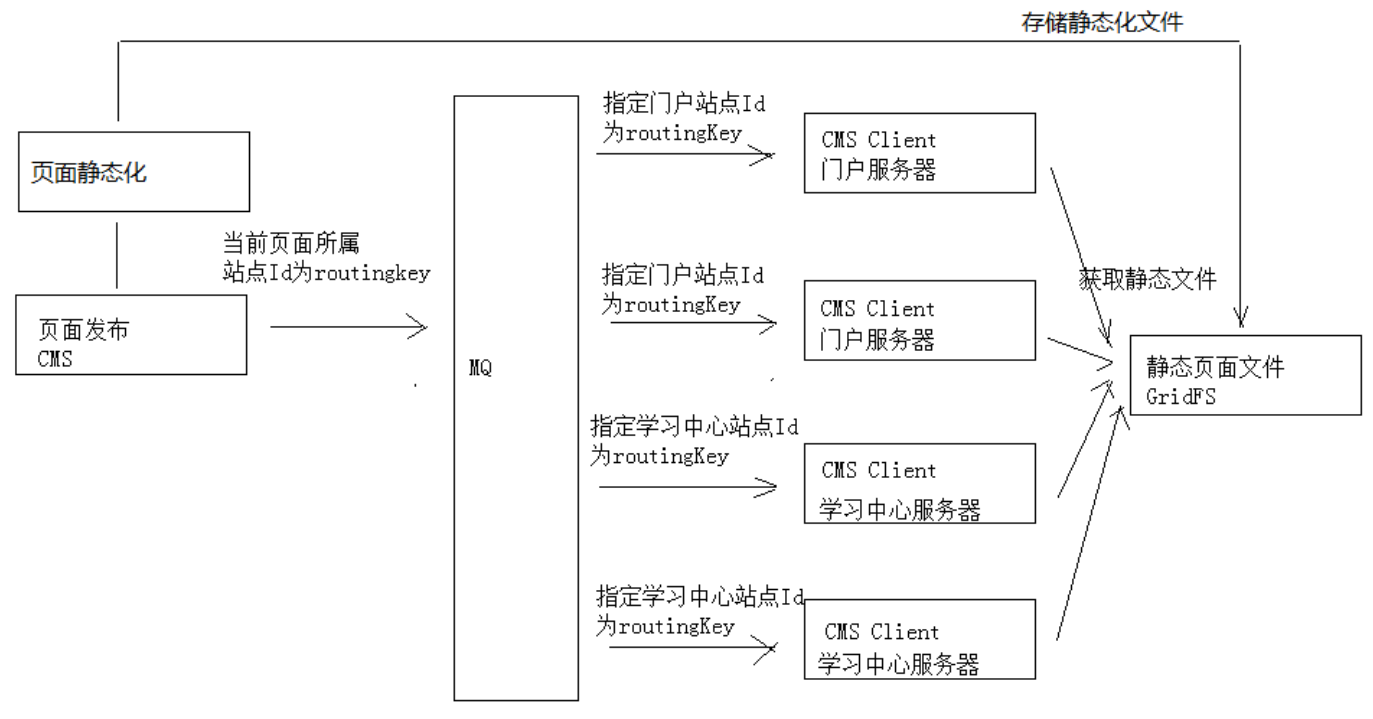 存储静态化文件
指定门户站点Id
为routingKey
CMS Client
门户服务器
页面静态化
当前页面所属
站点Id为routingkey
指定门户站点Id
为routingKey
获取静态文件
CMS Client
门户服务器
页面发布
CMS
MQ
静态页面文件
GridFS
指定学习中心站点Id
为routingKey
CMS Client
学习中心服务器
指定学习中心站点Id
为routingKey
CMS Client
学习中心服务器